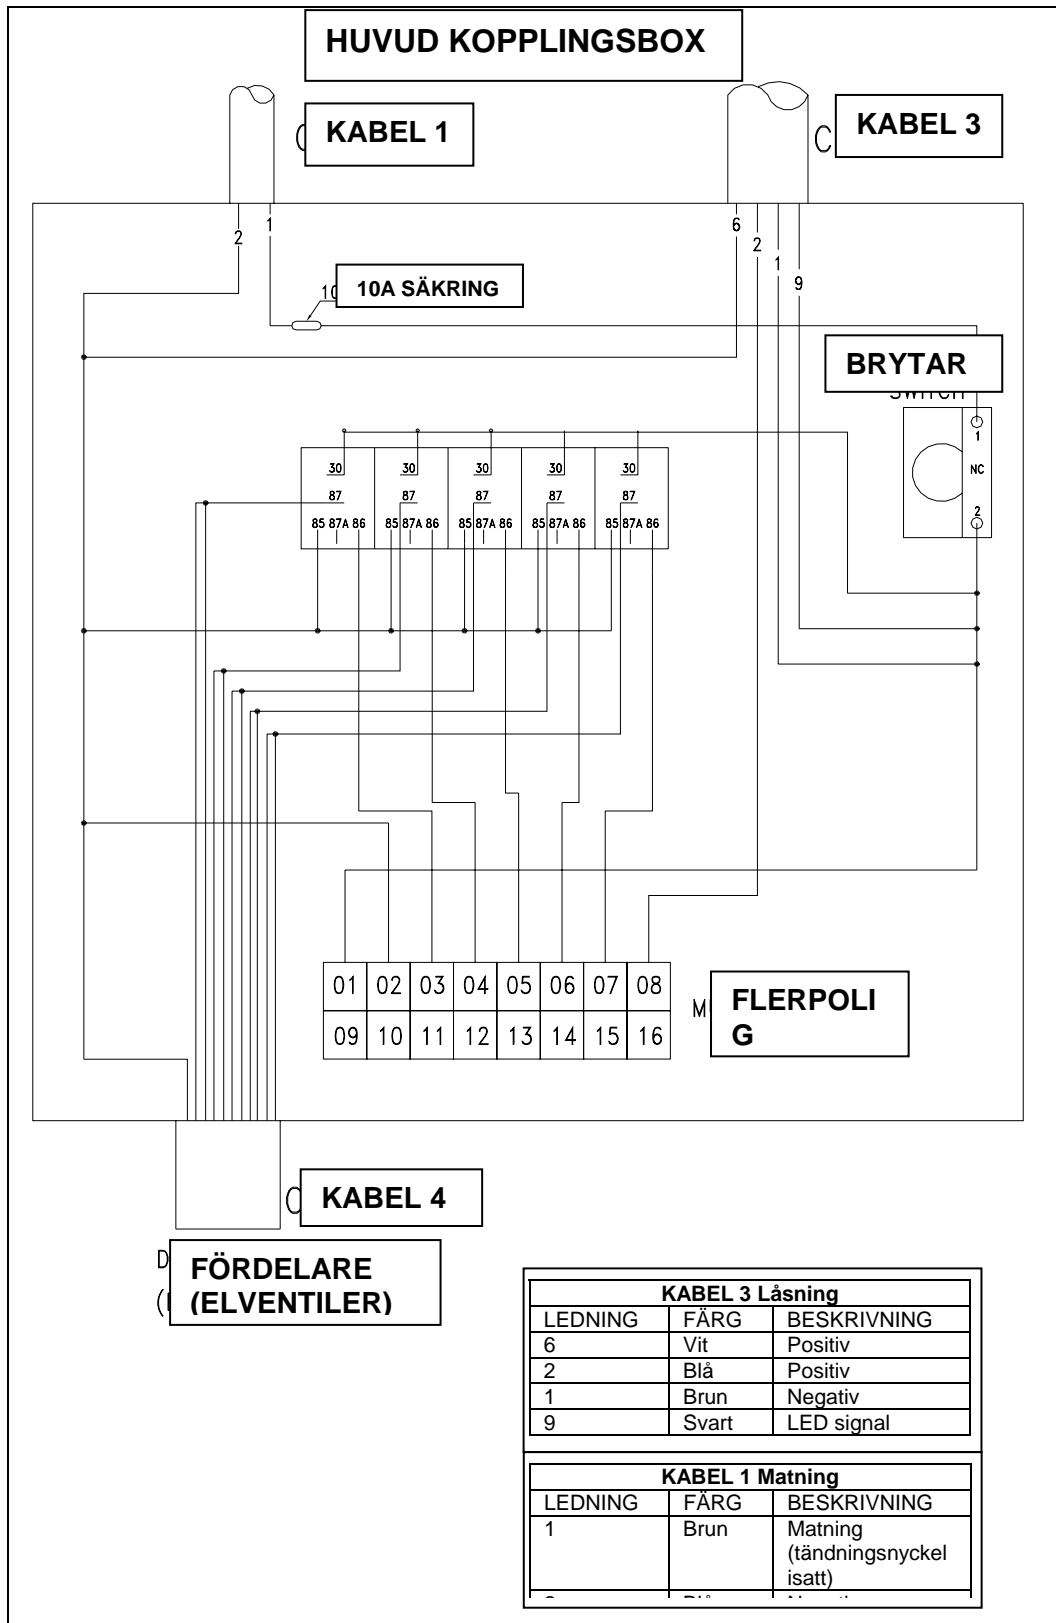 HUVUD KOPPLINGSBOX
KABEL 1
KABEL 3
2 1
6 2 1 9
10A SÄKRING
BRYTAR
1
NC
2
30 30 30 30 30
87 87 87 87 87
85 87A 86 85 87A 86 85 87A 86 85 87A 86 85 87A 86
01 02 03 04 05 06 07 08
09 10 11 12 13 14 15 16
FLERPOLI
G
KABEL 4
FÖRDELARE
(ELVENTILER)
KABEL 3 Låsning
LEDNING FÄRG BESKRIVNING
6 Vit Positiv
2 Blå Positiv
1 Brun Negativ
9 Svart LED signal
KABEL 1 Matning
LEDNING FÄRG BESKRIVNING
1 Brun Matning
(tändningsnyckel
isatt)